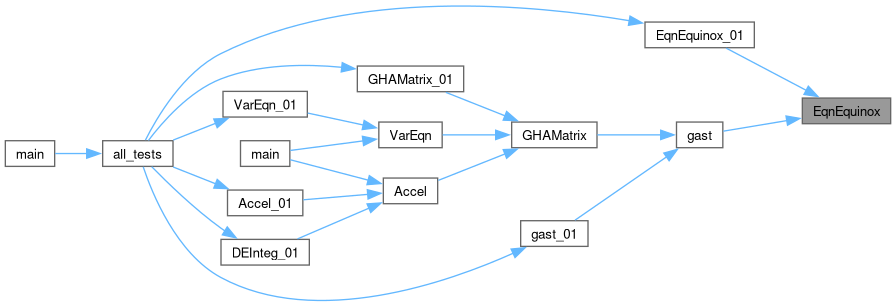 EqnEquinox_01
GHAMatrix_01
VarEqn_01
EqnEquinox
VarEqn
GHAMatrix
gast
main
all_tests
main
Accel
Accel_01
gast_01
DEInteg_01